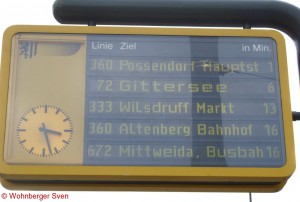 Linie Ziel in Min.
360 Possendorf Hauptst 1
72 Gittersee 6
333 Wilsdruff Markt 13
360 Altenberg Bahnhof 16
672 Mittweida, Busbah 16
© Wohnberger Sven